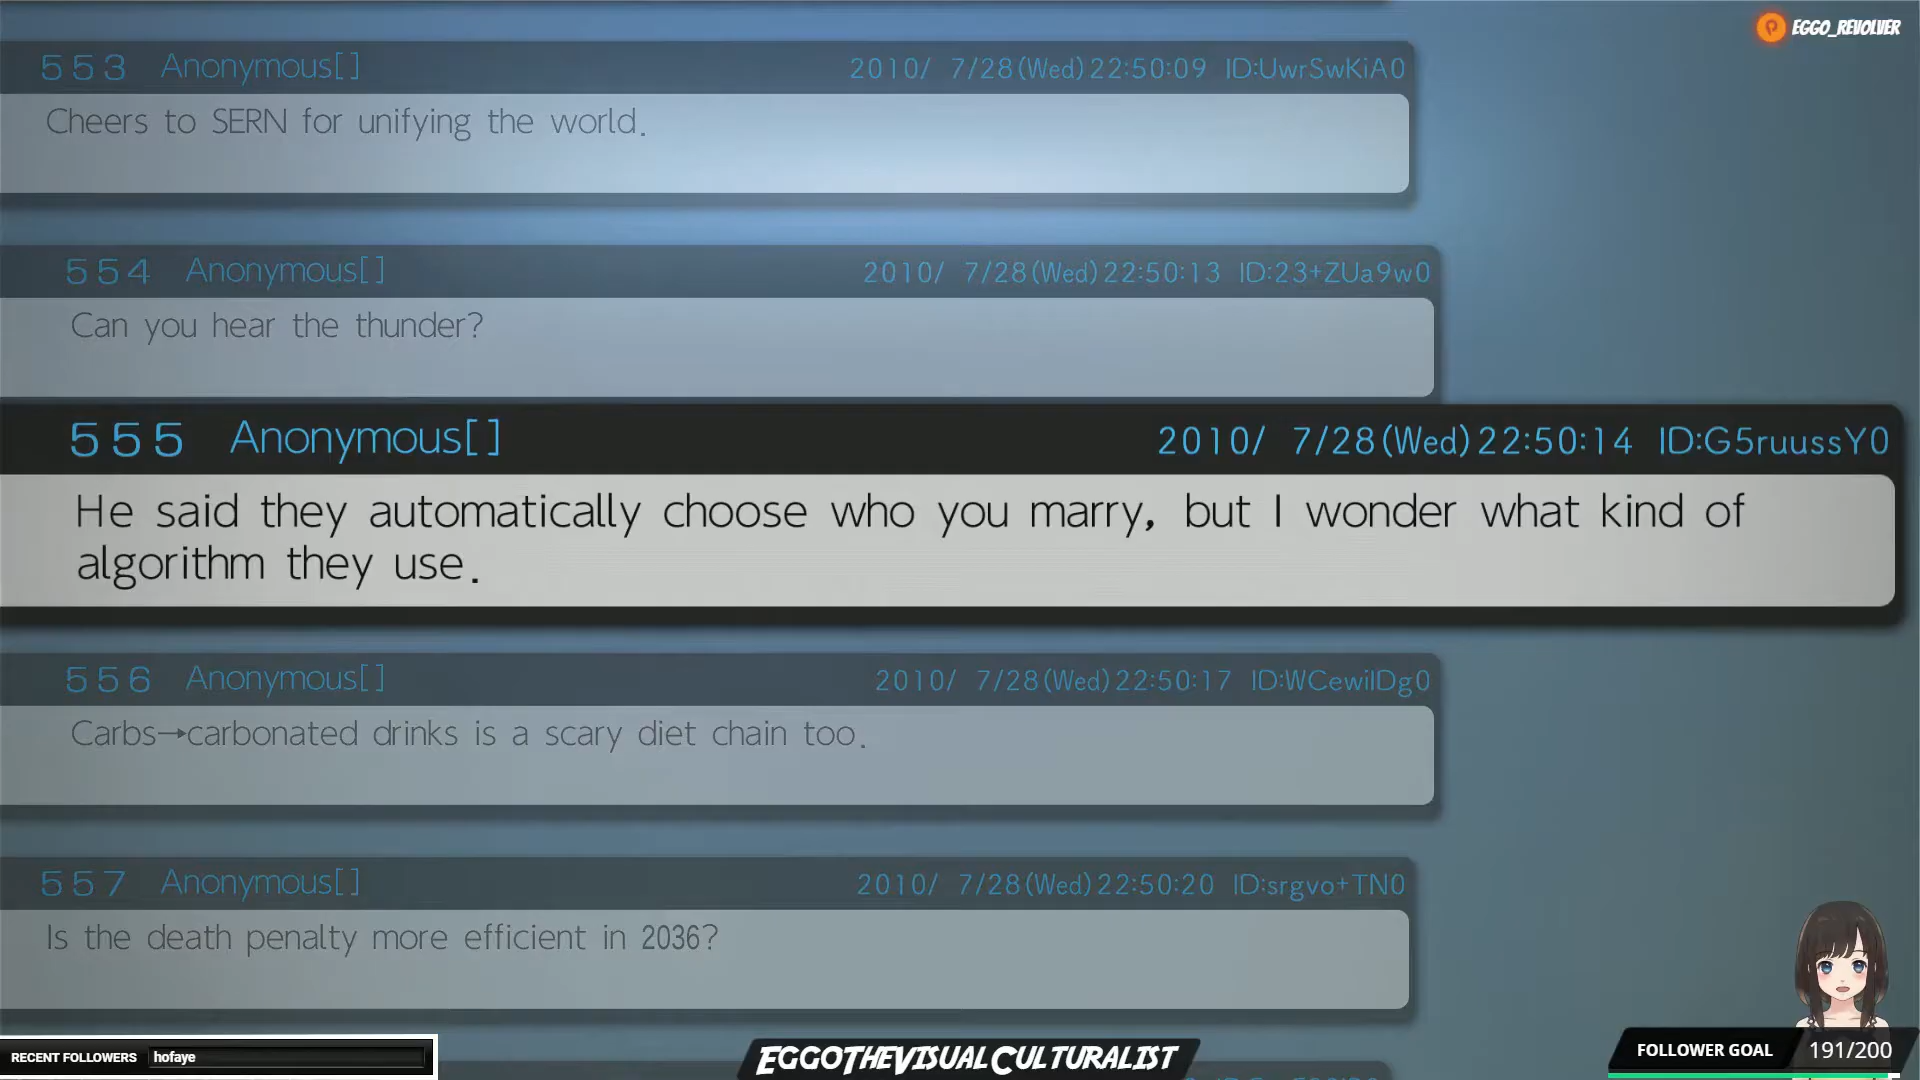 EGGO_REVOLVER
553 Anonymous[] 2010/ 7/28(Wed)22:50:09 ID:UwrSwKiA0
Cheers to SERN for unifying the world.
554 Anonymous[] 2010/ 7/28(Wed)22:50:13 ID:23+ZUa9w0
Can you hear the thunder?
555 Anonymous[] 2010/ 7/28(Wed)22:50:14 ID:G5ruussY0
He said they automatically choose who you marry, but I wonder what kind of
algorithm they use.
556 Anonymous[] 2010/ 7/28(Wed)22:50:17 ID:WCewilDg0
Carbs→carbonated drinks is a scary diet chain too.
557 Anonymous[] 2010/ 7/28(Wed)22:50:20 ID:srgvo+TN0
Is the death penalty more efficient in 2036?
RECENT FOLLOWERS hofaye
EGGOTHEVISUALCULTURALIST
FOLLOWER GOAL 191/200